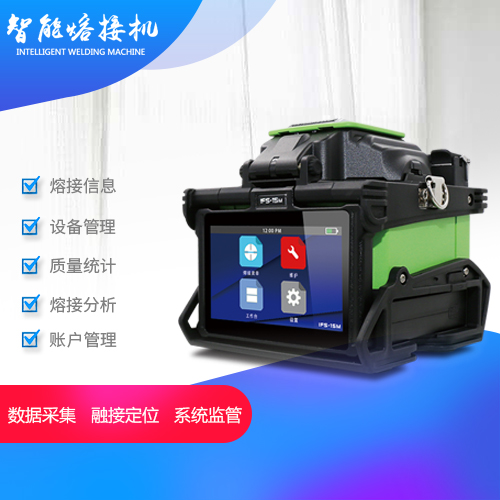 智能熔接机
INTELLIGENT WELDING MACHINE
熔接信息
设备管理
质量统计
熔接分析
账户管理
IFS-15M
12:05 PM
维护
工作台
设置
IFS-15M
数据采集 融接定位 系统监管